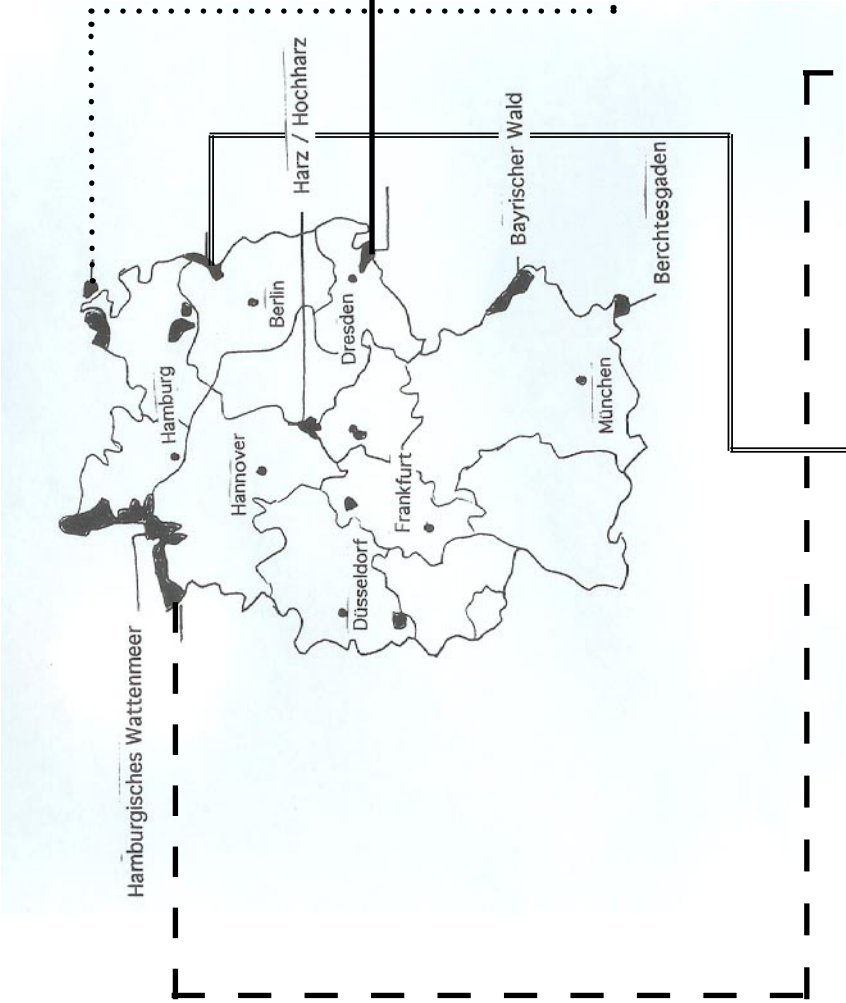 Hamburgisches Wattenmeer
Hamburg
Hannover
Berlin
Harz / Hochharz
Dresden
Düsseldorf
Frankfurt
Bayrischer Wald
München
Berchtesgaden